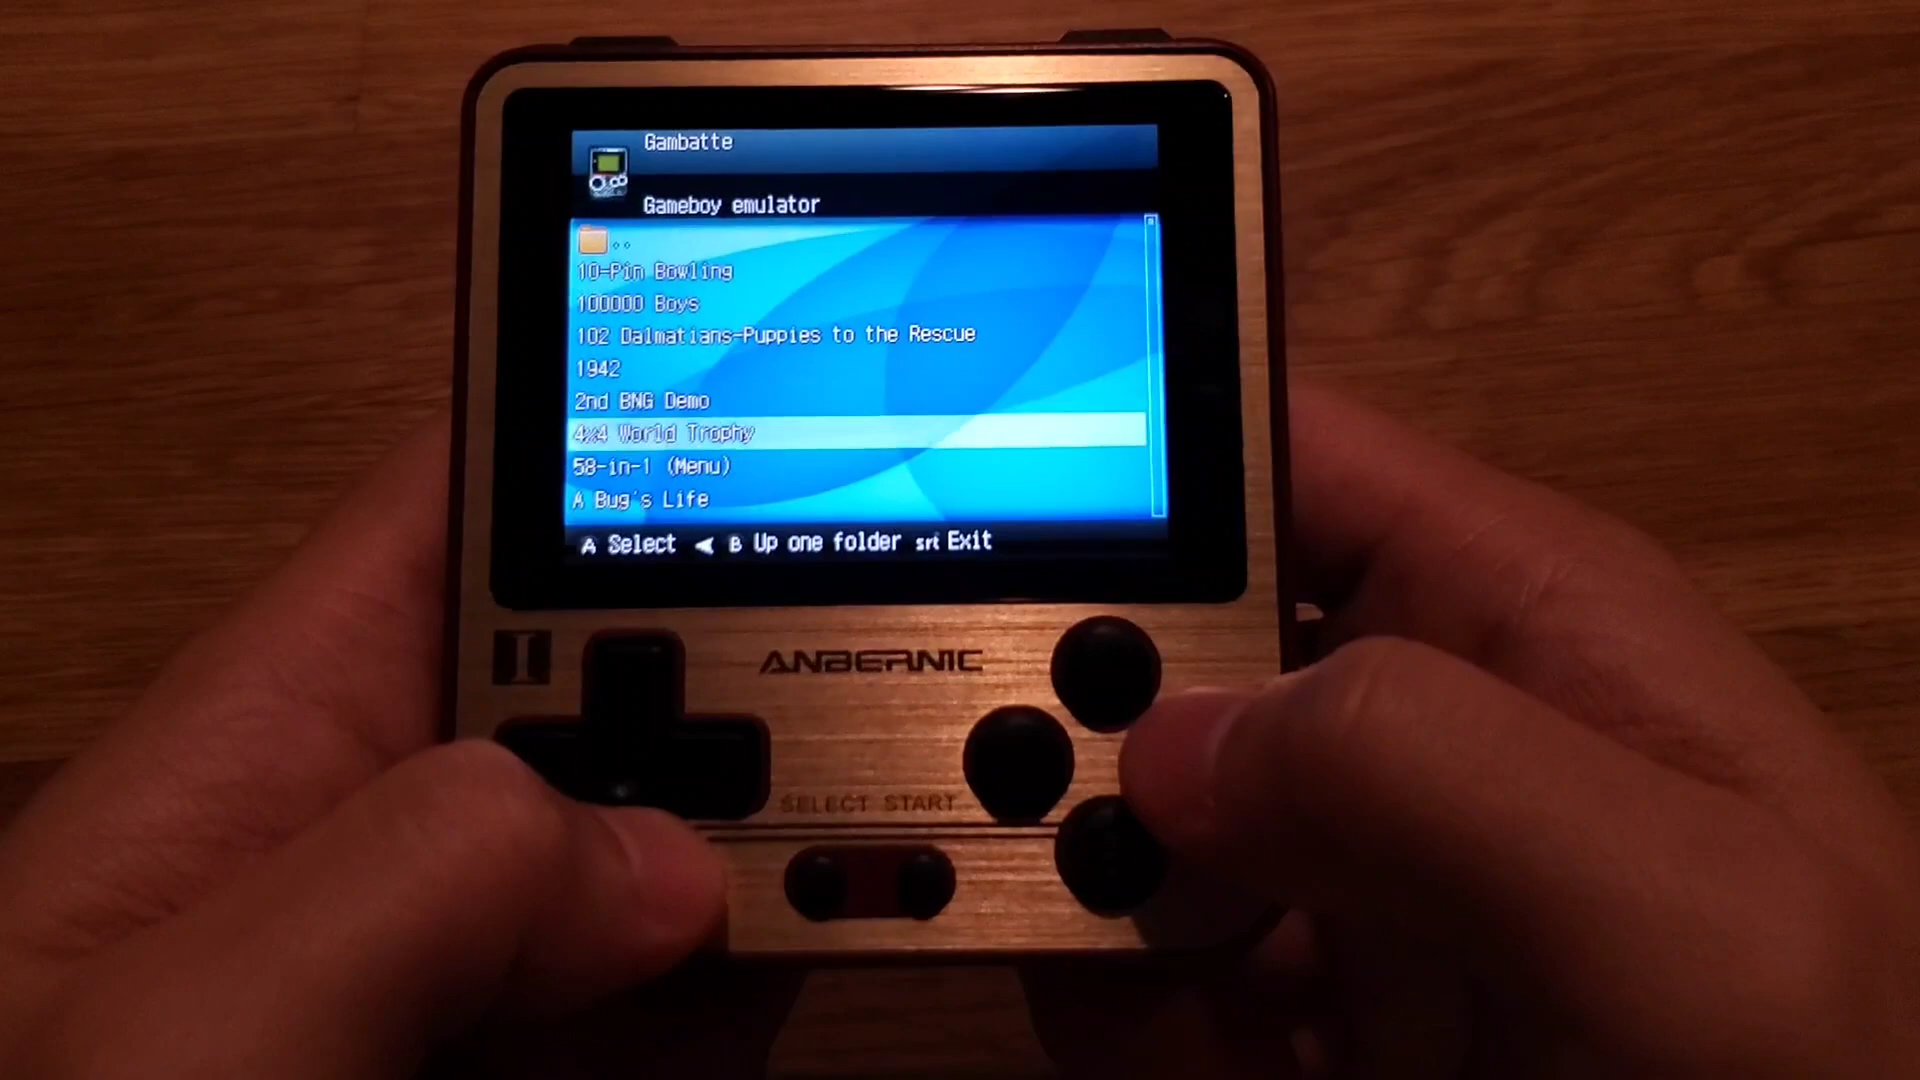 Gambatte
Gameboy emulator
..
10-Pin Bowling
100000 Boys
102 Dalmatians-Puppies to the Rescue
1942
2nd BNG Demo
4x4 World Trophy
58-in-1 (Menu)
A Bug's Life
A Select ◀ B Up one folder srt Exit
I
ANBERNIC
SELECT START